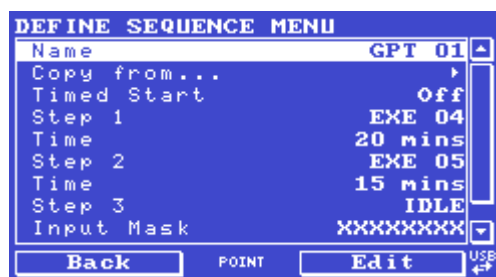 DEFINE SEQUENCE MENU
Name GPT 01
Copy from...
Timed Start Off
Step 1 EXE 04
Time 20 mins
Step 2 EXE 05
Time 15 mins
Step 3 IDLE
Input Mask XXXXXXXX
Back POINT Edit USB